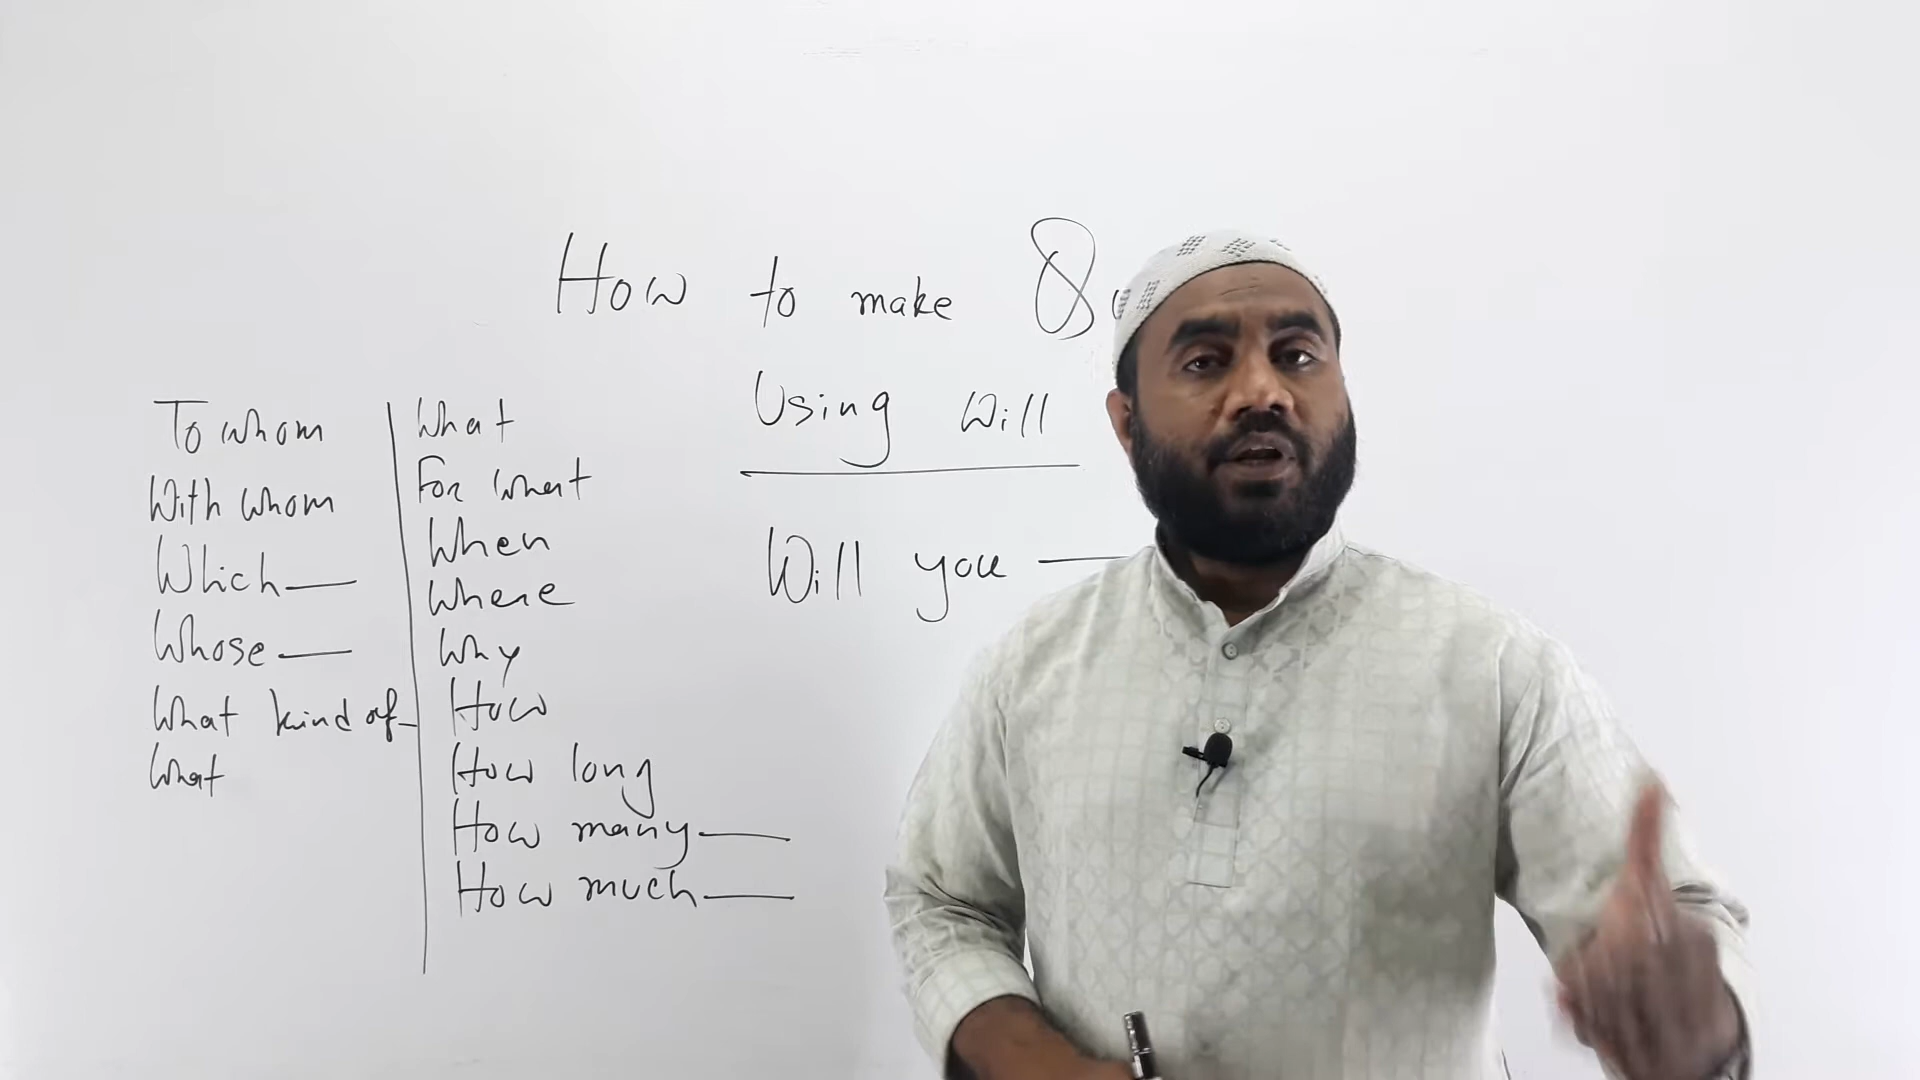 How to make
Using Will
Will you —
To whom
With whom
Which —
Whose —
What kind of -
What
What
For what
When
Where
Why
How
How long
How many —
How much —